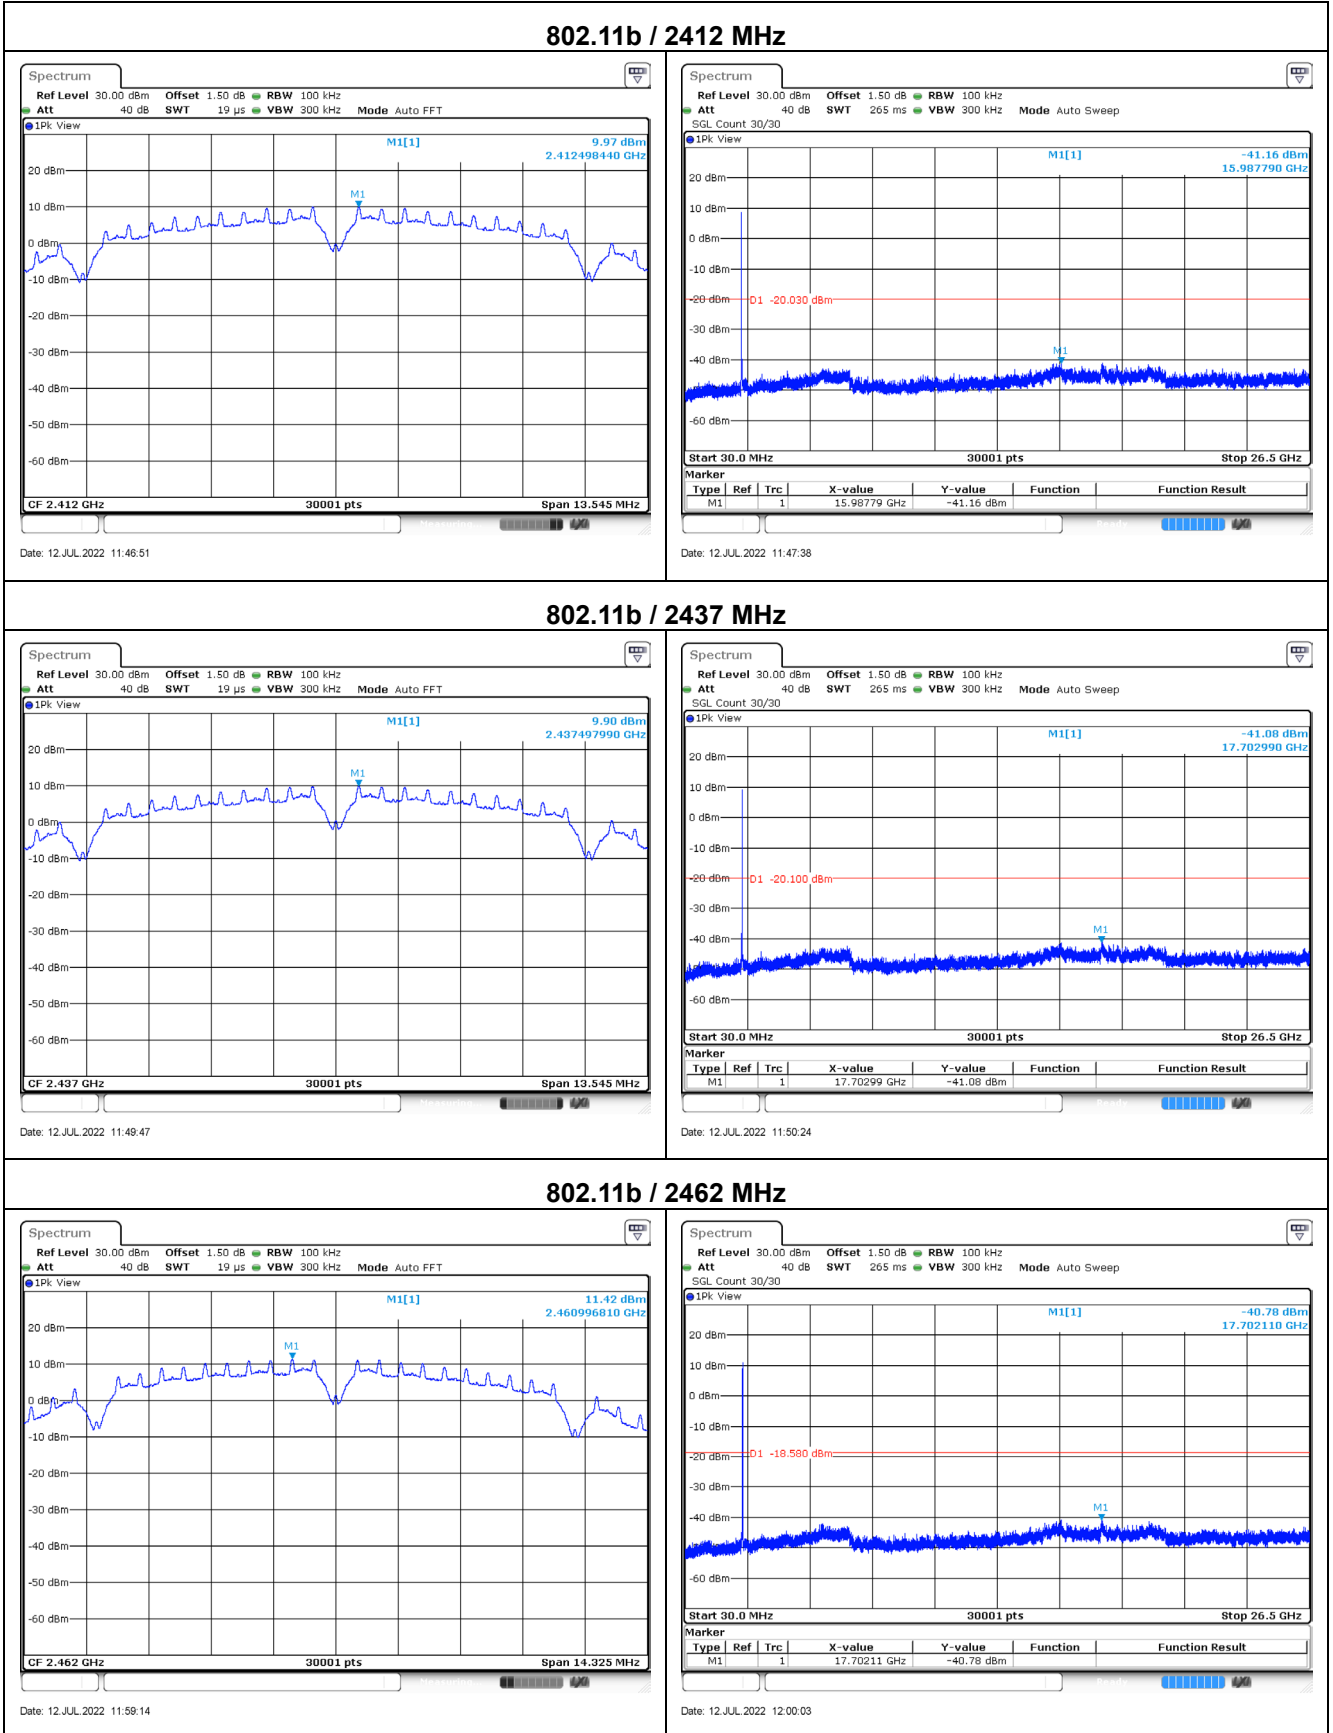 802.11b / 2412 MHz
Spectrum
Ref Level 30.00 dBm Offset 1.50 dB RBW 100 kHz
Att 40 dB SWT 19 µs VBW 300 kHz Mode Auto FFT
1Pk View
M1[1] 9.97 dBm
2.412498440 GHz
20 dBm
M1
10 dBm
0 dBm
-10 dBm
-20 dBm
-30 dBm
-40 dBm
-50 dBm
-60 dBm
CF 2.412 GHz 30001 pts Span 13.545 MHz
Measuring...
Date: 12.JUL.2022 11:46:51
Spectrum
Ref Level 30.00 dBm Offset 1.50 dB RBW 100 kHz
Att 40 dB SWT 265 ms VBW 300 kHz Mode Auto Sweep
SGL Count 30/30
1Pk View
M1[1] -41.16 dBm
15.987790 GHz
20 dBm
10 dBm
0 dBm
-10 dBm
-20 dBm D1 -20.030 dBm
-30 dBm
M1
-40 dBm
-60 dBm
Start 30.0 MHz 30001 pts Stop 26.5 GHz
Marker
Type Ref Trc X-value Y-value Function Function Result
M1 1 15.98779 GHz -41.16 dBm
Ready
Date: 12.JUL.2022 11:47:38
802.11b / 2437 MHz
Spectrum
Ref Level 30.00 dBm Offset 1.50 dB RBW 100 kHz
Att 40 dB SWT 19 µs VBW 300 kHz Mode Auto FFT
1Pk View
M1[1] 9.90 dBm
2.437497990 GHz
20 dBm
M1
10 dBm
0 dBm
-10 dBm
-20 dBm
-30 dBm
-40 dBm
-50 dBm
-60 dBm
CF 2.437 GHz 30001 pts Span 13.545 MHz
Measuring...
Date: 12.JUL.2022 11:49:47
Spectrum
Ref Level 30.00 dBm Offset 1.50 dB RBW 100 kHz
Att 40 dB SWT 265 ms VBW 300 kHz Mode Auto Sweep
SGL Count 30/30
1Pk View
M1[1] -41.08 dBm
17.702990 GHz
20 dBm
10 dBm
0 dBm
-10 dBm
-20 dBm D1 -20.100 dBm
-30 dBm
M1
-40 dBm
-60 dBm
Start 30.0 MHz 30001 pts Stop 26.5 GHz
Marker
Type Ref Trc X-value Y-value Function Function Result
M1 1 17.70299 GHz -41.08 dBm
Ready
Date: 12.JUL.2022 11:50:24
802.11b / 2462 MHz
Spectrum
Ref Level 30.00 dBm Offset 1.50 dB RBW 100 kHz
Att 40 dB SWT 19 µs VBW 300 kHz Mode Auto FFT
1Pk View
M1[1] 11.42 dBm
2.460996810 GHz
20 dBm
M1
10 dBm
0 dBm
-10 dBm
-20 dBm
-30 dBm
-40 dBm
-50 dBm
-60 dBm
CF 2.462 GHz 30001 pts Span 14.325 MHz
Measuring...
Date: 12.JUL.2022 11:59:14
Spectrum
Ref Level 30.00 dBm Offset 1.50 dB RBW 100 kHz
Att 40 dB SWT 265 ms VBW 300 kHz Mode Auto Sweep
SGL Count 30/30
1Pk View
M1[1] -40.78 dBm
17.702110 GHz
20 dBm
10 dBm
0 dBm
-10 dBm
D1 -18.580 dBm
-20 dBm
-30 dBm
M1
-40 dBm
-60 dBm
Start 30.0 MHz 30001 pts Stop 26.5 GHz
Marker
Type Ref Trc X-value Y-value Function Function Result
M1 1 17.70211 GHz -40.78 dBm
Ready
Date: 12.JUL.2022 12:00:03